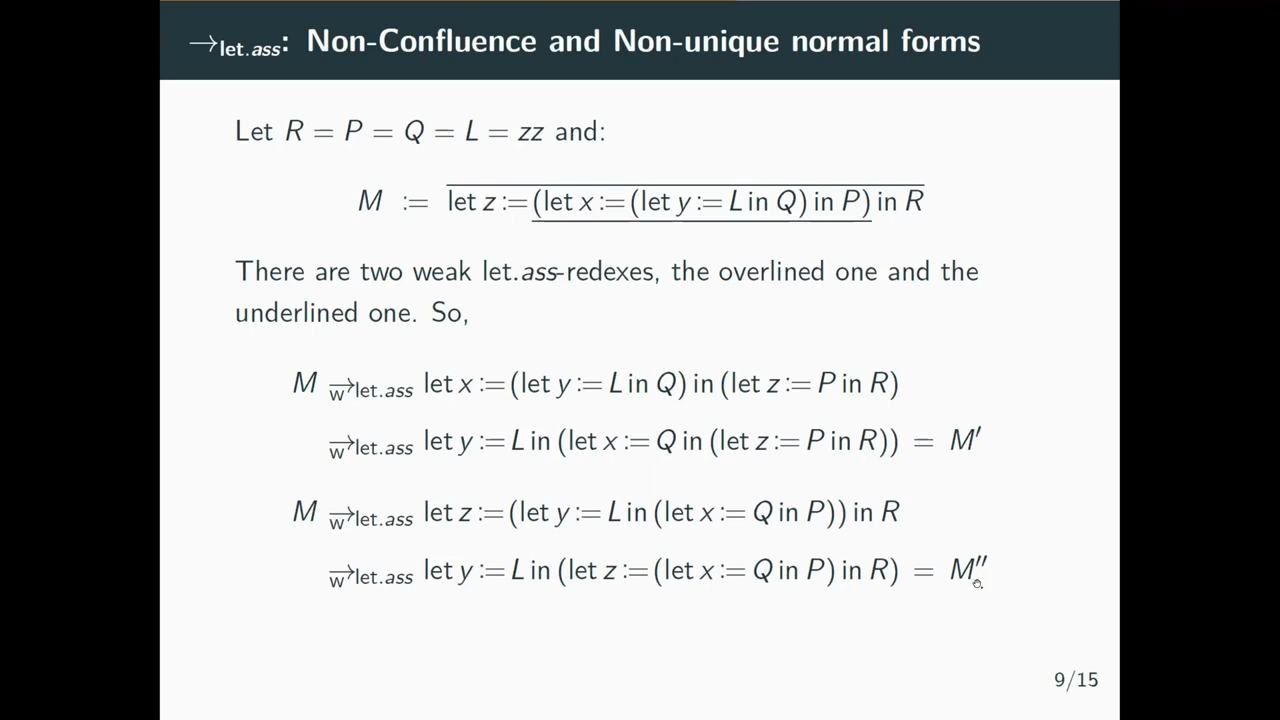 →let.ass: Non-Confluence and Non-unique normal forms
Let R = P = Q = L = zz and:
M := let z := (let x := (let y := L in Q) in P) in R
There are two weak let.ass-redexes, the overlined one and the
underlined one. So,
M →w let.ass let x := (let y := L in Q) in (let z := P in R)
→w let.ass let y := L in (let x := Q in (let z := P in R)) = M′
M →w let.ass let z := (let y := L in (let x := Q in P)) in R
→w let.ass let y := L in (let z := (let x := Q in P) in R) = M″
9/15